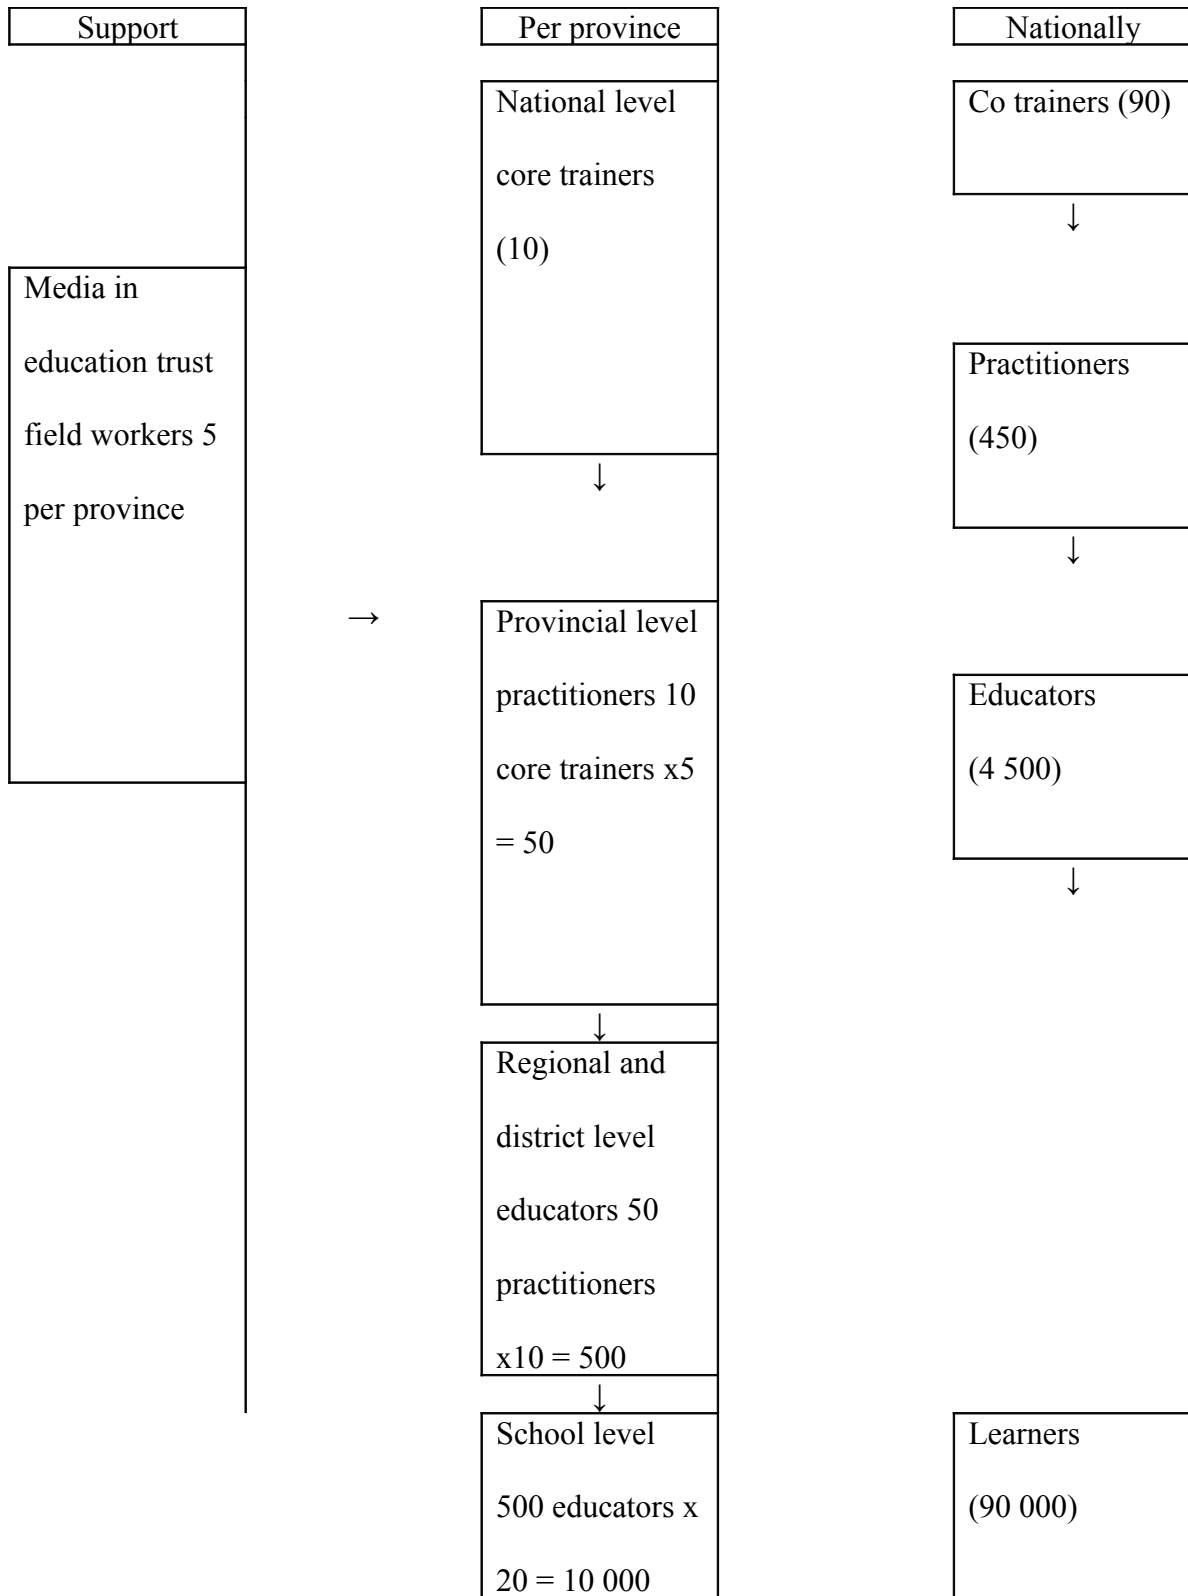 Support
Per province
Nationally
National level
core trainers
(10)
Co trainers (90)
↓
Media in
education trust
field workers 5
per province
Practitioners
(450)
↓
↓
→
Provincial level
practitioners 10
core trainers x5
= 50
Educators
(4 500)
↓
↓
Regional and
district level
educators 50
practitioners
x10 = 500
↓
School level
500 educators x
20 = 10 000
Learners
(90 000)